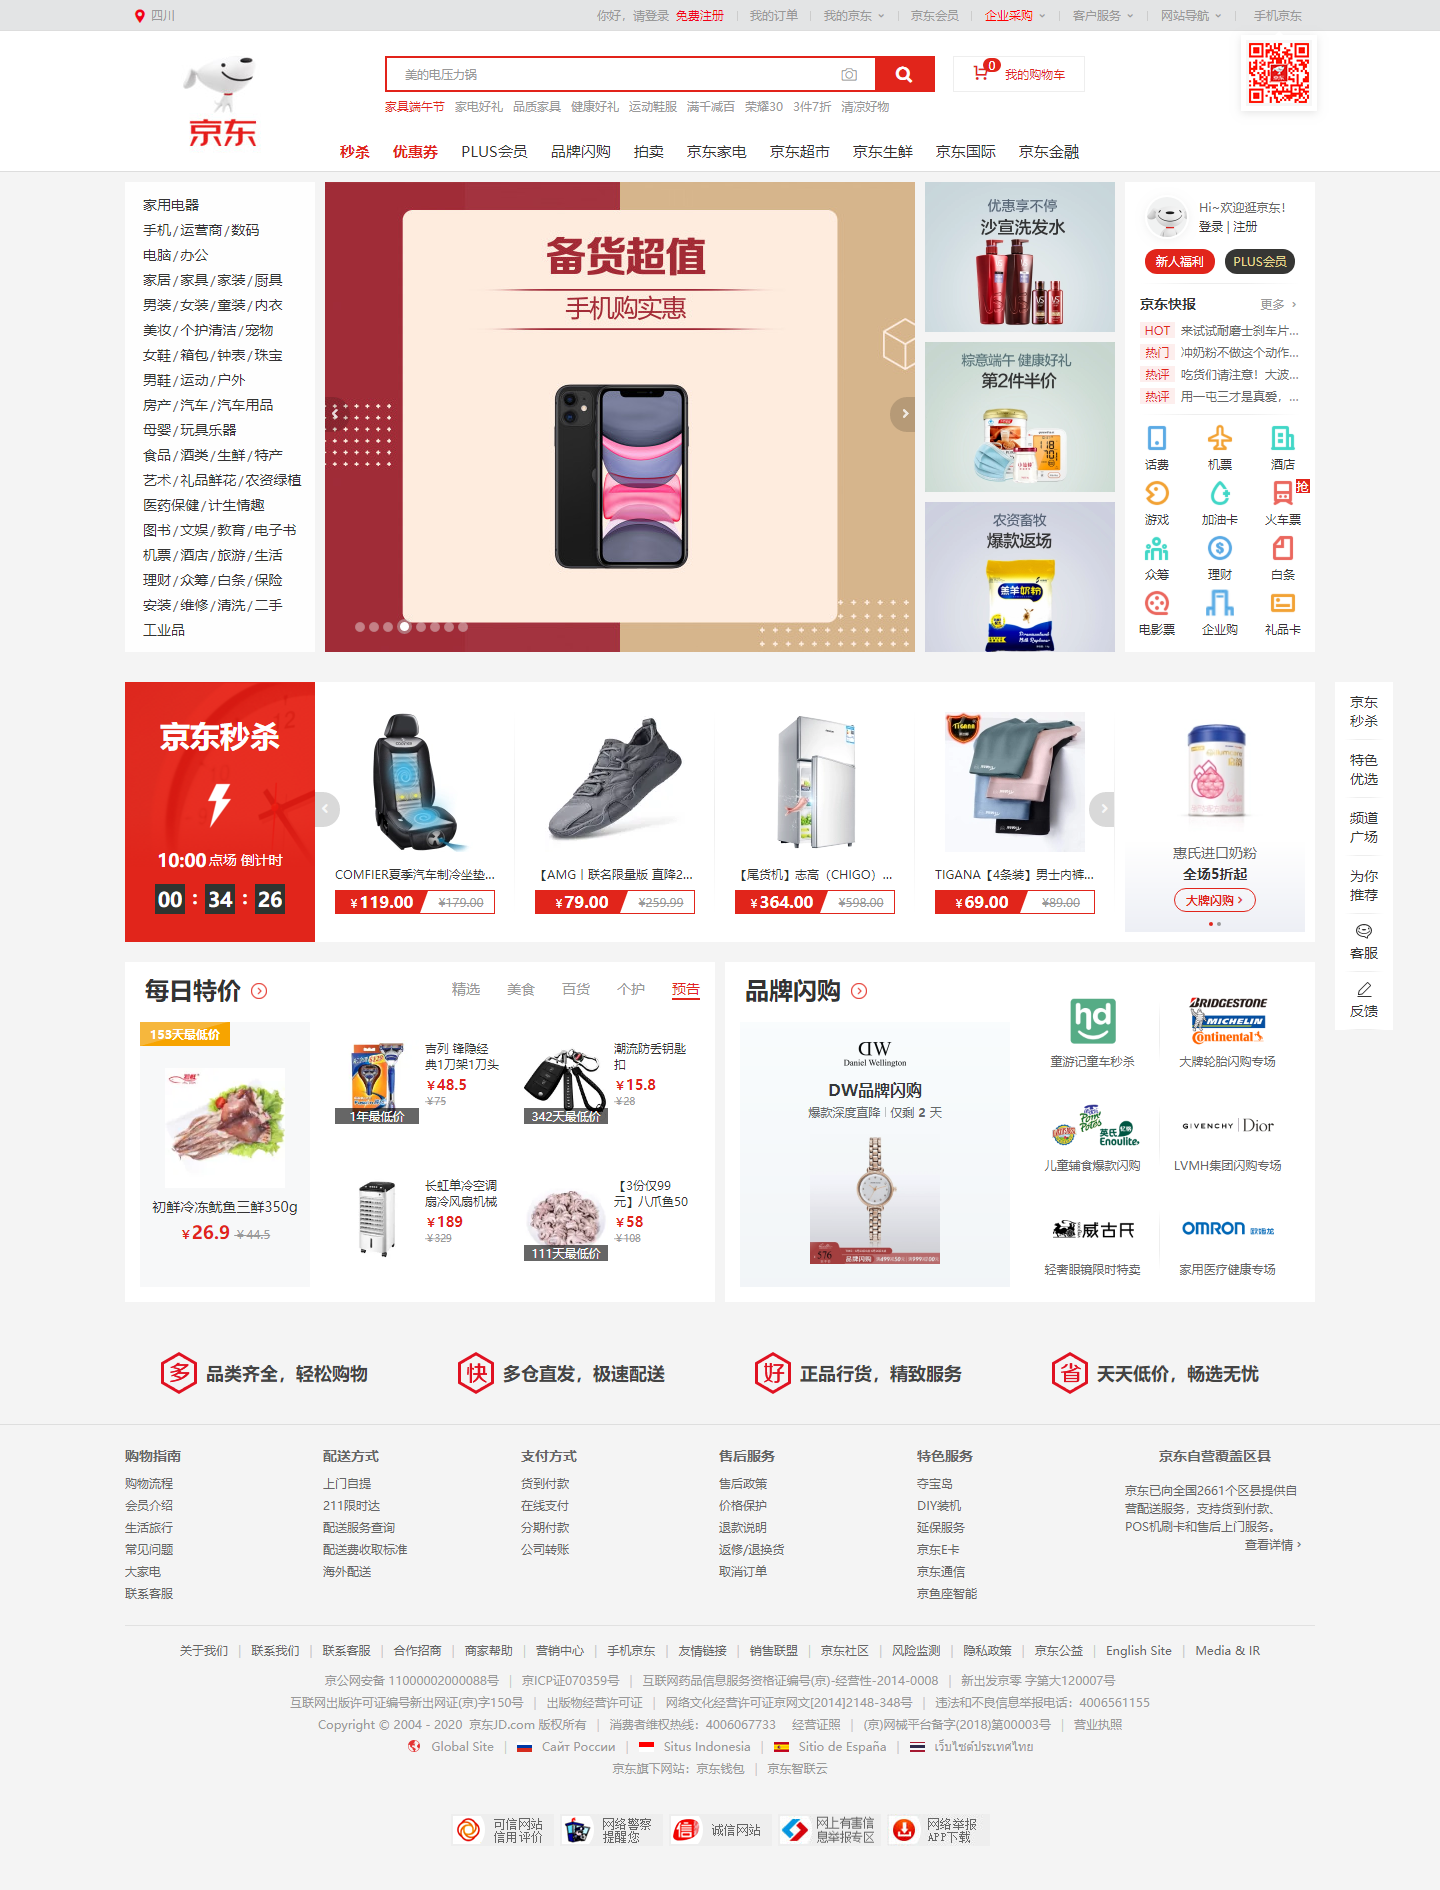 四川
你好，请登录 免费注册 我的订单 我的京东 京东会员 企业采购 客户服务 网站导航 手机京东
京东
美的电压力锅
0 我的购物车
家具端午节 家电好礼 品质家具 健康好礼 运动鞋服 满千减百 荣耀30 3件7折 清凉好物
秒杀 优惠券 PLUS会员 品牌闪购 拍卖 京东家电 京东超市 京东生鲜 京东国际 京东金融
家用电器
手机/运营商/数码
电脑/办公
家居/家具/家装/厨具
男装/女装/童装/内衣
美妆/个护清洁/宠物
女鞋/箱包/钟表/珠宝
男鞋/运动/户外
房产/汽车/汽车用品
母婴/玩具乐器
食品/酒类/生鲜/特产
艺术/礼品鲜花/农资绿植
医药保健/计生情趣
图书/文娱/教育/电子书
机票/酒店/旅游/生活
理财/众筹/白条/保险
安装/维修/清洗/二手
工业品
备货超值
手机购实惠
优惠享不停
沙宣洗发水
粽意端午 健康好礼
第2件半价
农资畜牧
爆款返场
羔羊奶粉
Hi~欢迎逛京东！
登录 | 注册
新人福利 PLUS会员
京东快报 更多
HOT 来试试耐磨士刹车片...
热门 冲奶粉不做这个动作...
热评 吃货们请注意！大波...
热评 用一屯三才是真爱，...
话费 机票 酒店
游戏 加油卡 火车票 抢
众筹 理财 白条
电影票 企业购 礼品卡
京东秒杀
10:00 点场 倒计时
00 : 34 : 26
COMFIER夏季汽车制冷坐垫...
¥119.00 ¥179.00
【AMG丨联名限量版 直降2...
¥79.00 ¥259.99
【尾货机】志高（CHIGO）...
¥364.00 ¥598.00
TIGANA
TIGANA【4条装】男士内裤...
¥69.00 ¥89.00
惠氏进口奶粉
全场5折起
大牌闪购
京东
秒杀
特色
优选
频道
广场
为你
推荐
客服
反馈
每日特价 精选 美食 百货 个护 预告
153天最低价
初鲜冷冻鱿鱼三鲜350g
¥26.9 ¥44.5
吉列 锋隐经
典1刀架1刀头
¥48.5
¥75
1年最低价
潮流防丢钥匙
扣
¥15.8
¥28
342天最低价
长虹单冷空调
扇冷风扇机械
¥189
¥329
【3份仅99
元】八爪鱼50
¥58
¥108
111天最低价
品牌闪购
DW
Daniel Wellington
DW品牌闪购
爆款深度直降 | 仅剩 2 天
品牌闪购
hd
童游记童车秒杀
BRIDGESTONE
MICHELIN
Continental
大牌轮胎闪购专场
英氏
Enoulite
儿童辅食爆款闪购
GIVENCHY | Dior
LVMH集团闪购专场
威古氏
轻奢眼镜限时特卖
OMRON 欧姆龙
家用医疗健康专场
多 品类齐全，轻松购物
快 多仓直发，极速配送
好 正品行货，精致服务
省 天天低价，畅选无忧
购物指南
购物流程
会员介绍
生活旅行
常见问题
大家电
联系客服
配送方式
上门自提
211限时达
配送服务查询
配送费收取标准
海外配送
支付方式
货到付款
在线支付
分期付款
公司转账
售后服务
售后政策
价格保护
退款说明
返修/退换货
取消订单
特色服务
夺宝岛
DIY装机
延保服务
京东E卡
京东通信
京鱼座智能
京东自营覆盖区县
京东已向全国2661个区县提供自
营配送服务，支持货到付款、
POS机刷卡和售后上门服务。
查看详情
关于我们 | 联系我们 | 联系客服 | 合作招商 | 商家帮助 | 营销中心 | 手机京东 | 友情链接 | 销售联盟 | 京东社区 | 风险监测 | 隐私政策 | 京东公益 | English Site | Media & IR
京公网安备 11000002000088号 | 京ICP证070359号 | 互联网药品信息服务资格证编号(京)-经营性-2014-0008 | 新出发京零 字第大120007号
互联网出版许可证编号新出网证(京)字150号 | 出版物经营许可证 | 网络文化经营许可证京网文[2014]2148-348号 | 违法和不良信息举报电话：4006561155
Copyright © 2004 - 2020 京东JD.com 版权所有 | 消费者维权热线：4006067733 经营证照 | (京)网械平台备字(2018)第00003号 | 营业执照
Global Site | Сайт России | Situs Indonesia | Sitio de España | เว็บไซต์ประเทศไทย
京东旗下网站：京东钱包 | 京东智联云
可信网站
信用评价
网络警察
提醒您
诚信网站
网上有害信
息举报专区
网络举报
APP下载